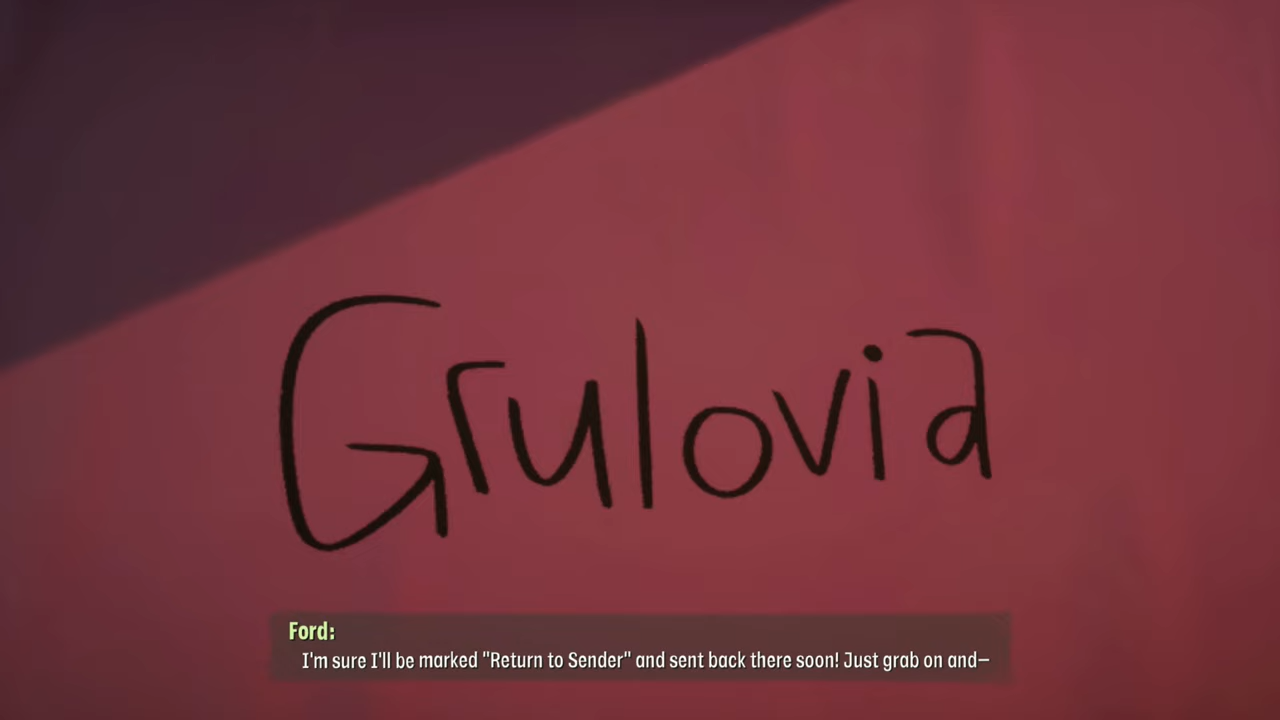 Grulovia
Ford:
I'm sure I'll be marked "Return to Sender" and sent back there soon! Just grab on and—